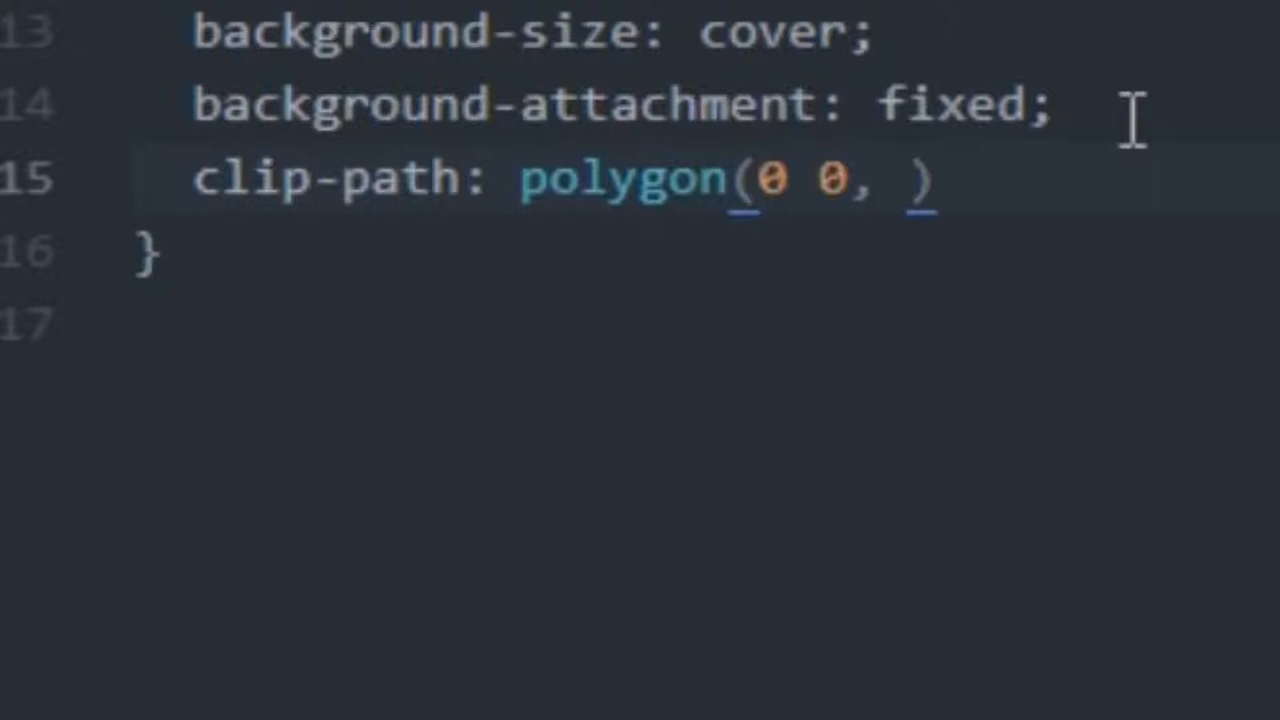 13 background-size: cover;
14 background-attachment: fixed;
15 clip-path: polygon(0 0, )
16 }
17